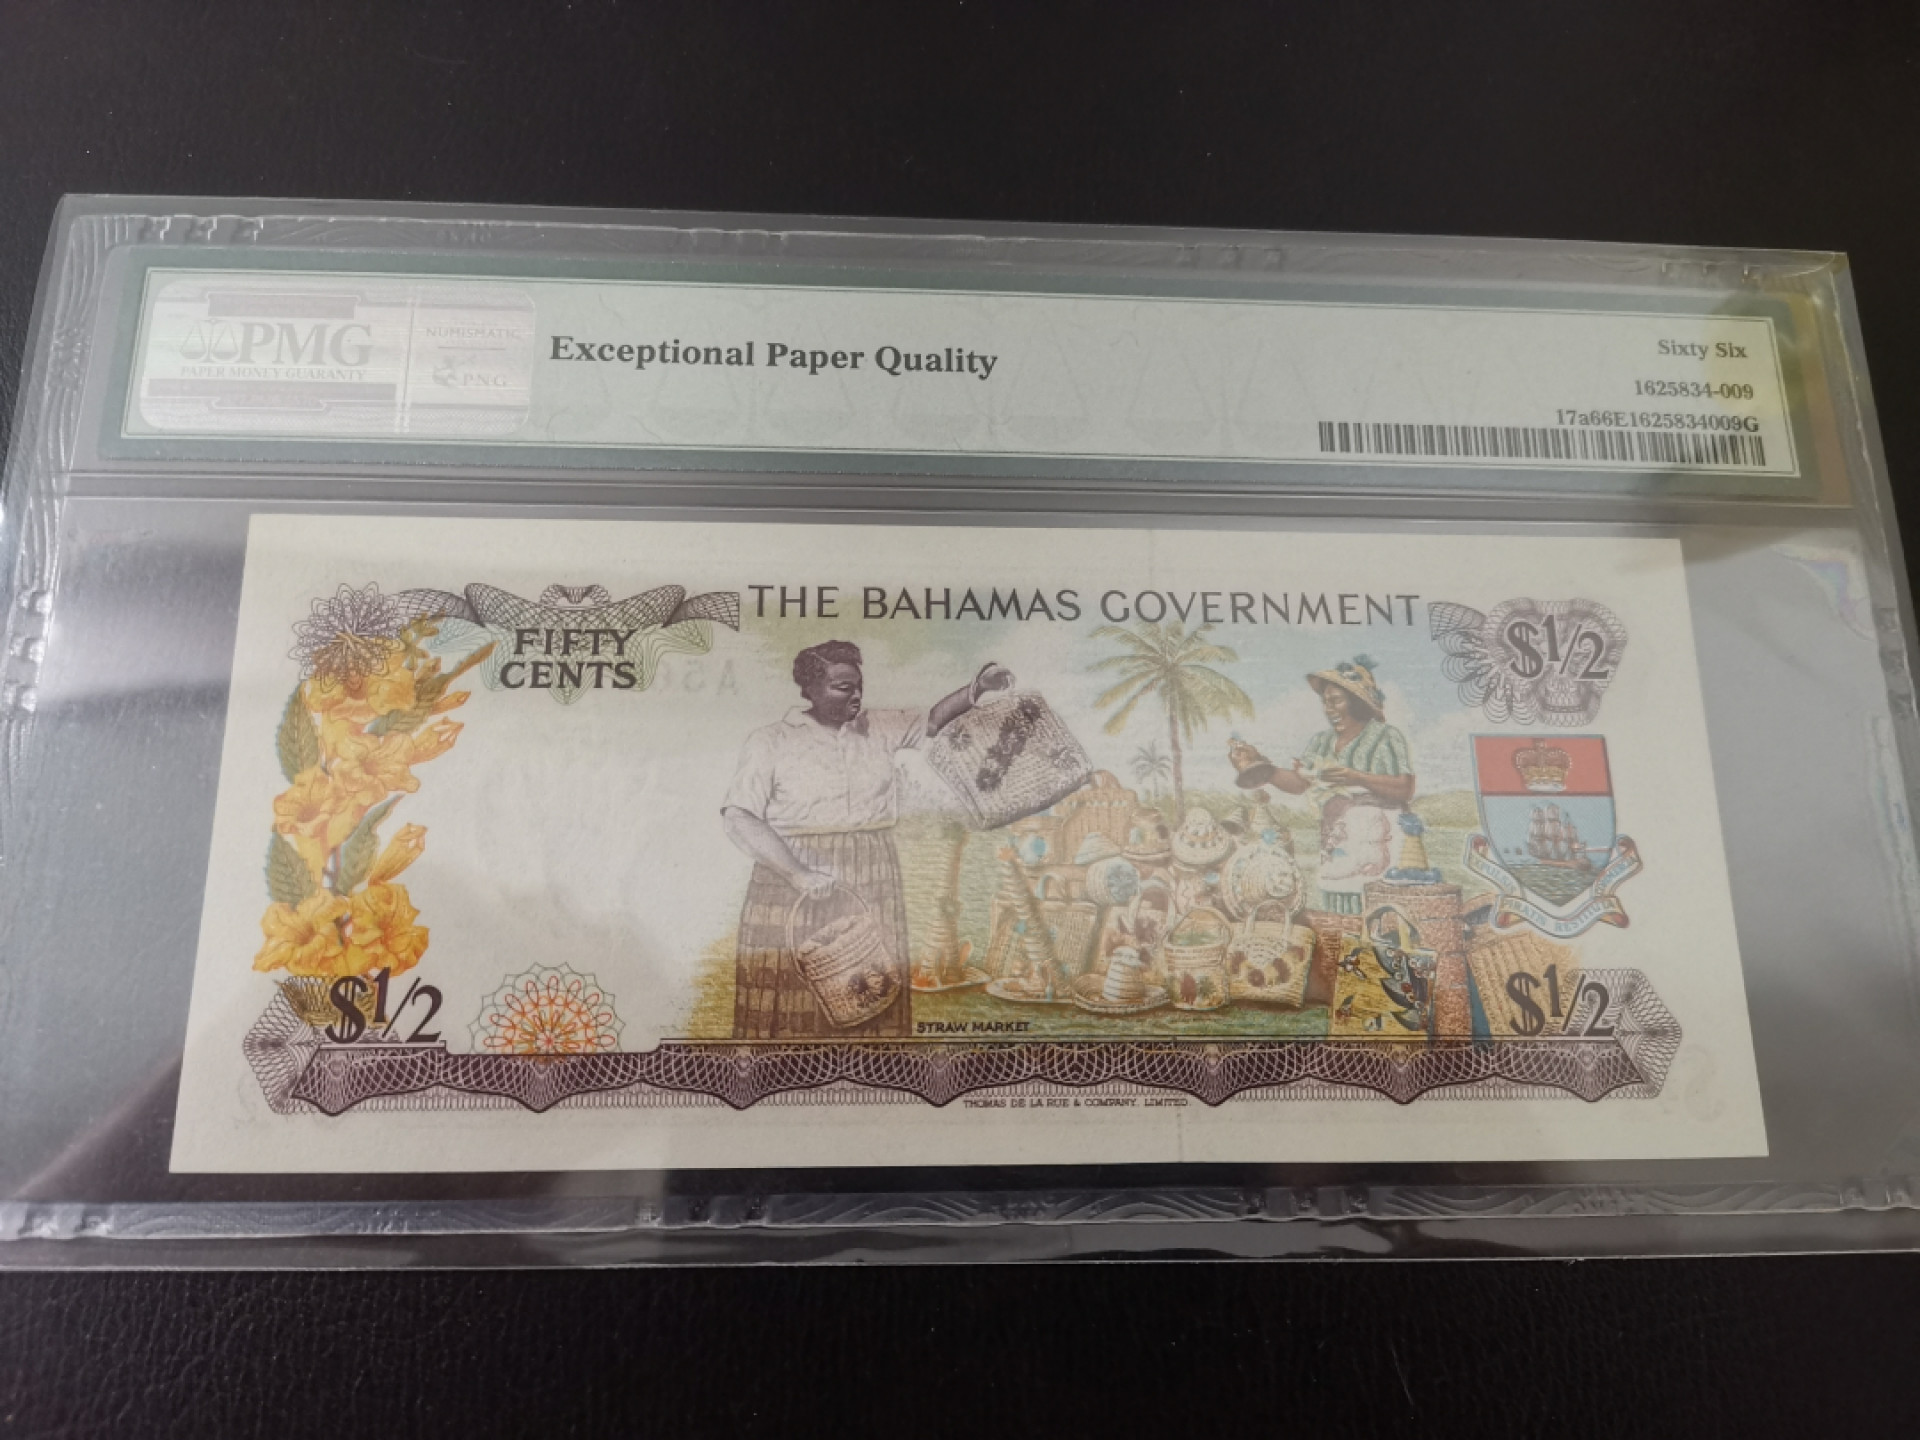 PMG
PAPER MONEY GUARANTY
NUMISMATIC
PNG
Exceptional Paper Quality
Sixty Six
1625834-009
17a66E1625834009G
THE BAHAMAS GOVERNMENT
FIFTY
CENTS
$1/2
$1/2
STRAW MARKET
$1/2
THOMAS DE LA RUE & COMPANY, LIMITED